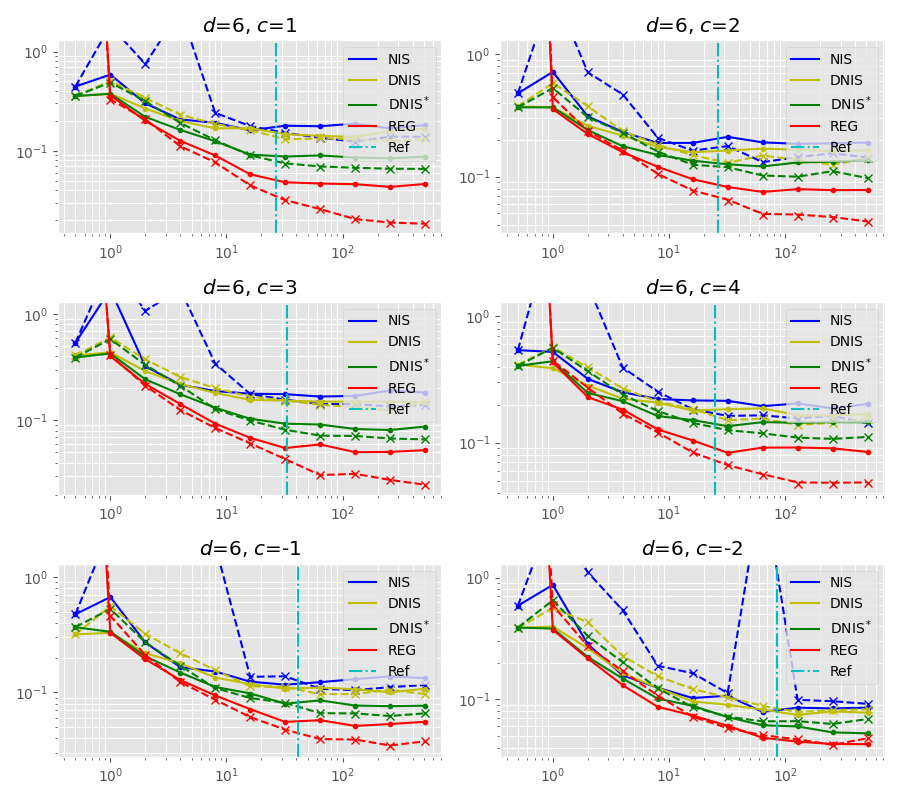 d=6, c=1
d=6, c=2
10⁰
10⁻¹
10⁰ 10¹ 10²
NIS
DNIS
DNIS*
REG
Ref
10⁰
10⁻¹
10⁰ 10¹ 10²
NIS
DNIS
DNIS*
REG
Ref
d=6, c=3
d=6, c=4
10⁰
10⁻¹
10⁰ 10¹ 10²
NIS
DNIS
DNIS*
REG
Ref
10⁰
10⁻¹
10⁰ 10¹ 10²
NIS
DNIS
DNIS*
REG
Ref
d=6, c=-1
d=6, c=-2
10⁰
10⁻¹
10⁰ 10¹ 10²
NIS
DNIS
DNIS*
REG
Ref
10⁰
10⁻¹
10⁰ 10¹ 10²
NIS
DNIS
DNIS*
REG
Ref